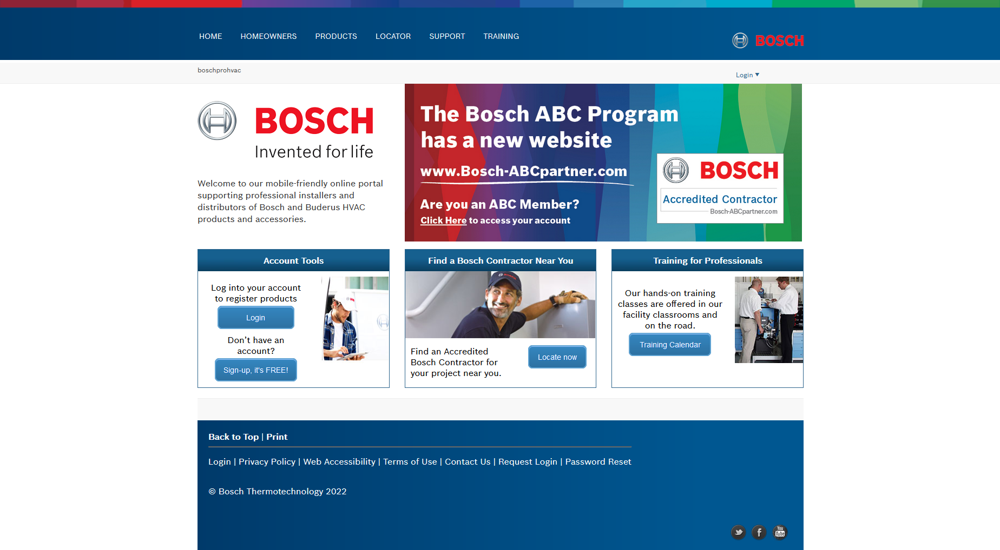 HOME HOMEOWNERS PRODUCTS LOCATOR SUPPORT TRAINING
BOSCH
boschprohvac
Login
BOSCH
Invented for life
Welcome to our mobile-friendly online portal
supporting professional installers and
distributors of Bosch and Buderus HVAC
products and accessories.
The Bosch ABC Program
has a new website
www.Bosch-ABCpartner.com
Are you an ABC Member?
Click Here to access your account
BOSCH
Accredited Contractor
Bosch-ABCpartner.com
Account Tools
Log into your account
to register products
Login
Don't have an
account?
Sign-up, it's FREE!
Find a Bosch Contractor Near You
BOSCH
Find an Accredited
Bosch Contractor for
your project near you.
Locate now
Training for Professionals
Our hands-on training
classes are offered in our
facility classrooms and
on the road.
Training Calendar
Back to Top | Print
Login | Privacy Policy | Web Accessibility | Terms of Use | Contact Us | Request Login | Password Reset
© Bosch Thermotechnology 2022
You
Tube